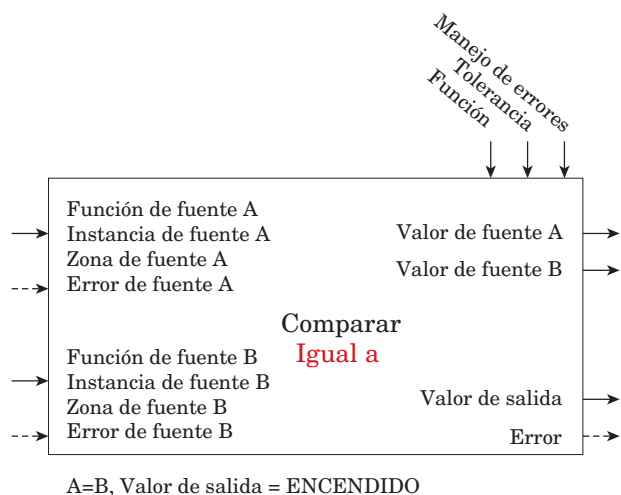 Manejo de errores
Tolerancia
Función
Función de fuente A
Instancia de fuente A
Zona de fuente A
Error de fuente A
Valor de fuente A
Valor de fuente B
Comparar
Igual a
Función de fuente B
Instancia de fuente B
Zona de fuente B
Error de fuente B
Valor de salida
Error
A=B, Valor de salida = ENCENDIDO